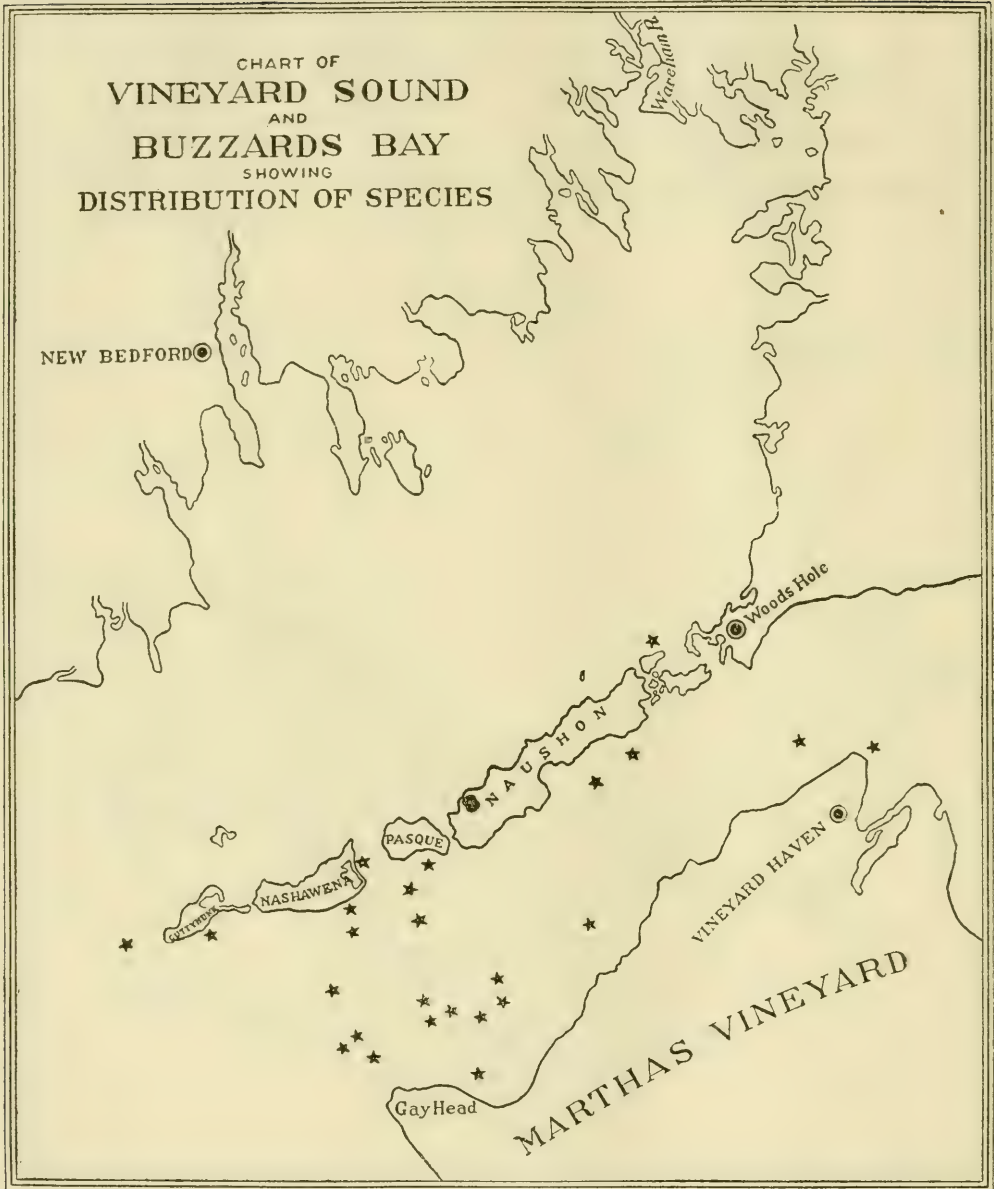 CHART OF
VINEYARD SOUND
AND
BUZZARDS BAY
SHOWING
DISTRIBUTION OF SPECIES
Wareham R.
NEW BEDFORD
Woods Hole
NAUSHON
PASQUE
NASHAWENA
CUTTYHUNK
VINEYARD HAVEN
MARTHAS VINEYARD
Gay Head